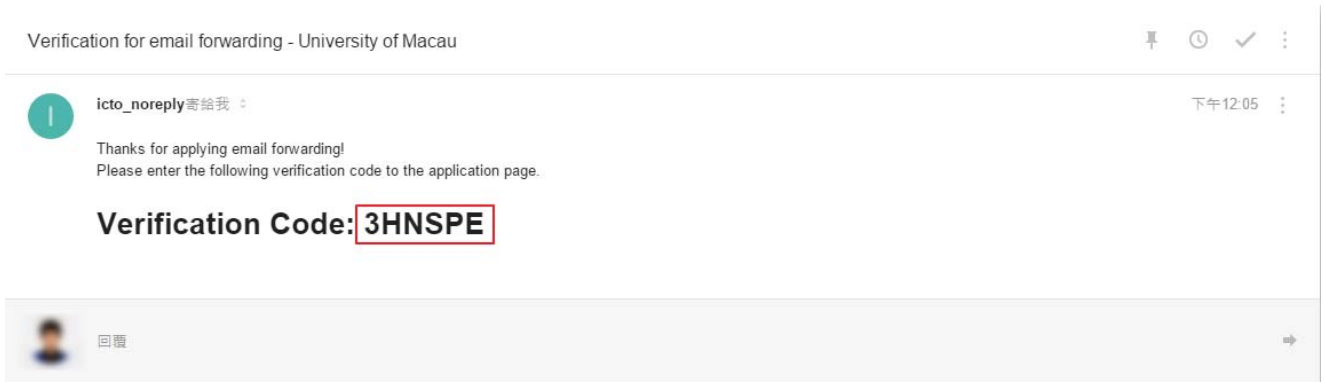 Verification for email forwarding - University of Macau
icto_noreply寄給我
下午12:05
Thanks for applying email forwarding!
Please enter the following verification code to the application page.
Verification Code: 3HNSPE
I
回覆